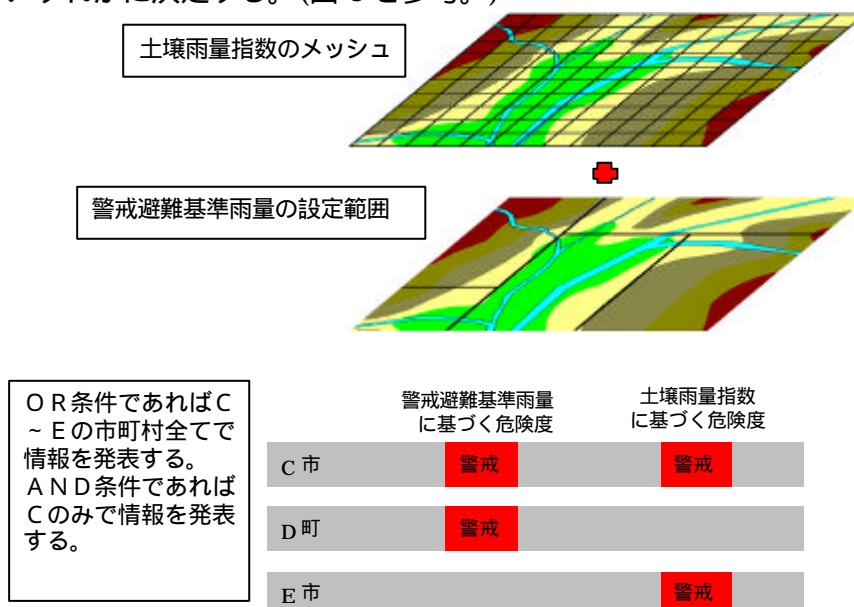 土壌雨量指数のメッシュ
警戒避難基準雨量の設定範囲
ＯＲ条件であればＣ
～Ｅの市町村全てで
情報を発表する。
ＡＮＤ条件であれば
Ｃのみで情報を発表
する。
警戒避難基準雨量
に基づく危険度
土壌雨量指数
に基づく危険度
C 市
警戒
警戒
D 町
警戒
E 市
警戒